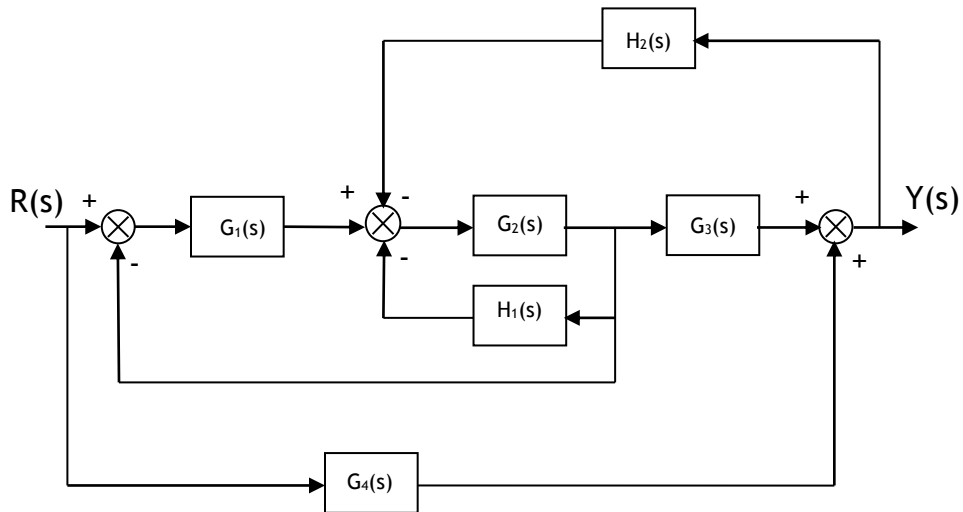 H₂(s)
R(s)
+
-
G₁(s)
+
-
-
G₂(s)
G₃(s)
+
+
Y(s)
H₁(s)
G₄(s)